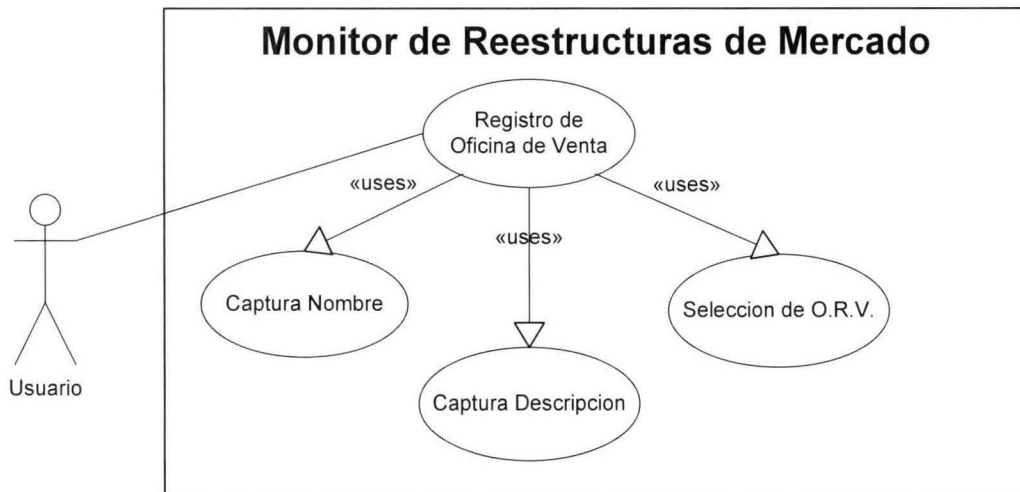 Monitor de Reestructuras de Mercado
Registro de
Oficina de Venta
«uses»
«uses»
«uses»
Captura Nombre
Seleccion de O.R.V.
Usuario
Captura Descripcion